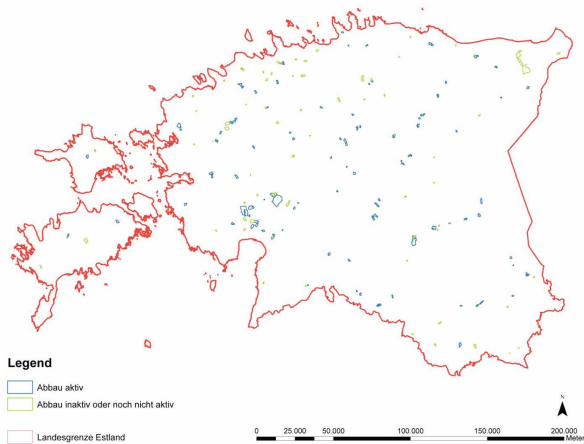 Legend
Abbau aktiv
Abbau inaktiv oder noch nicht aktiv
Landesgrenze Estland
N
0 25.000 50.000 100.000 150.000 200.000
Meter